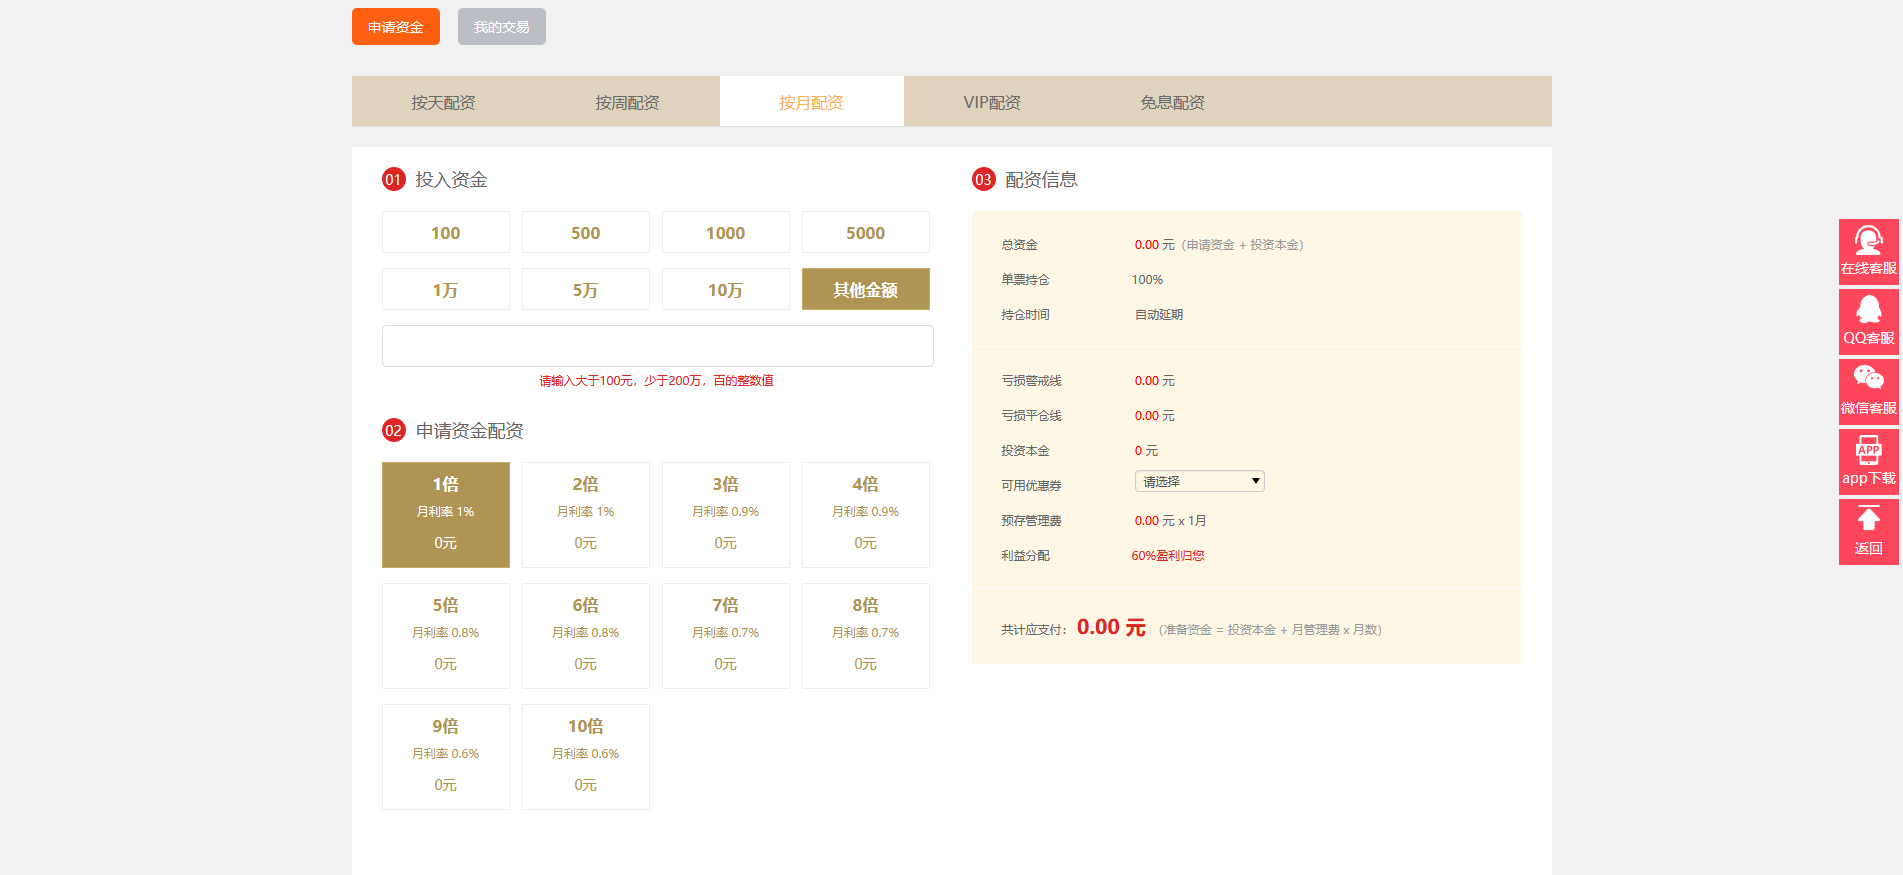 申请资金 我的交易
按天配资 按周配资 按月配资 VIP配资 免息配资
01 投入资金
100 500 1000 5000
1万 5万 10万 其他金额
请输入大于100元，少于200万，百的整数值
02 申请资金配资
1倍 2倍 3倍 4倍
月利率 1% 月利率 1% 月利率 0.9% 月利率 0.9%
0元 0元 0元 0元
5倍 6倍 7倍 8倍
月利率 0.8% 月利率 0.8% 月利率 0.7% 月利率 0.7%
0元 0元 0元 0元
9倍 10倍
月利率 0.6% 月利率 0.6%
0元 0元
03 配资信息
总资金 0.00 元（申请资金 + 投资本金）
单票持仓 100%
持仓时间 自动延期
亏损警戒线 0.00 元
亏损平仓线 0.00 元
投资本金 0 元
可用优惠券 请选择
预存管理费 0.00 元 x 1月
利益分配 60%盈利归您
共计应支付： 0.00 元 （准备资金 = 投资本金 + 月管理费 x 月数）
在线客服
QQ客服
微信客服
APP
app下载
返回